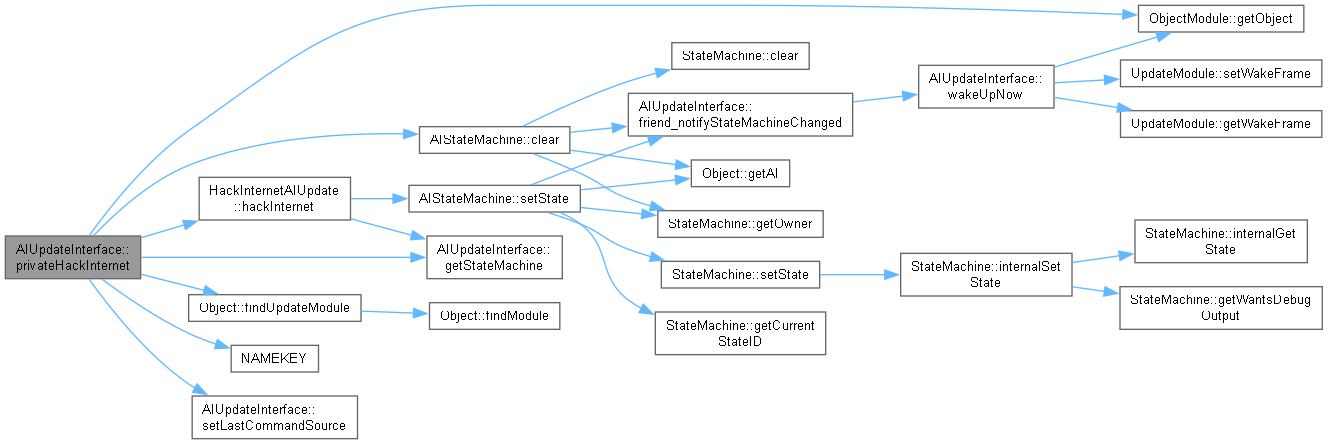 AIUpdateInterface::
privateHackInternet
HackInternetAIUpdate
::hackInternet
Object::findUpdateModule
NAMEKEY
AIUpdateInterface::
setLastCommandSource
AIStateMachine::clear
AIStateMachine::setState
AIUpdateInterface::
getStateMachine
Object::findModule
StateMachine::clear
AIUpdateInterface::
friend_notifyStateMachineChanged
Object::getAI
StateMachine::getOwner
StateMachine::setState
StateMachine::getCurrent
StateID
AIUpdateInterface::
wakeUpNow
StateMachine::internalSet
State
ObjectModule::getObject
UpdateModule::setWakeFrame
UpdateModule::getWakeFrame
StateMachine::internalGet
State
StateMachine::getWantsDebug
Output